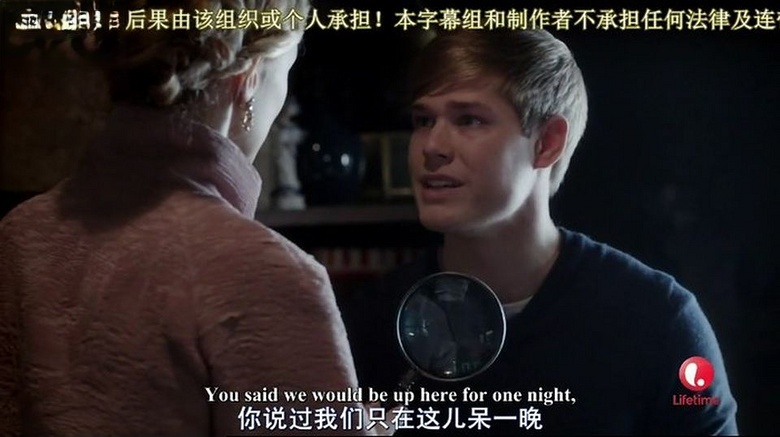 后果由该组织或个人承担！本字幕组和制作者不承担任何法律及连
You said we would be up here for one night,
你说过我们只在这儿呆一晚
Lifetime